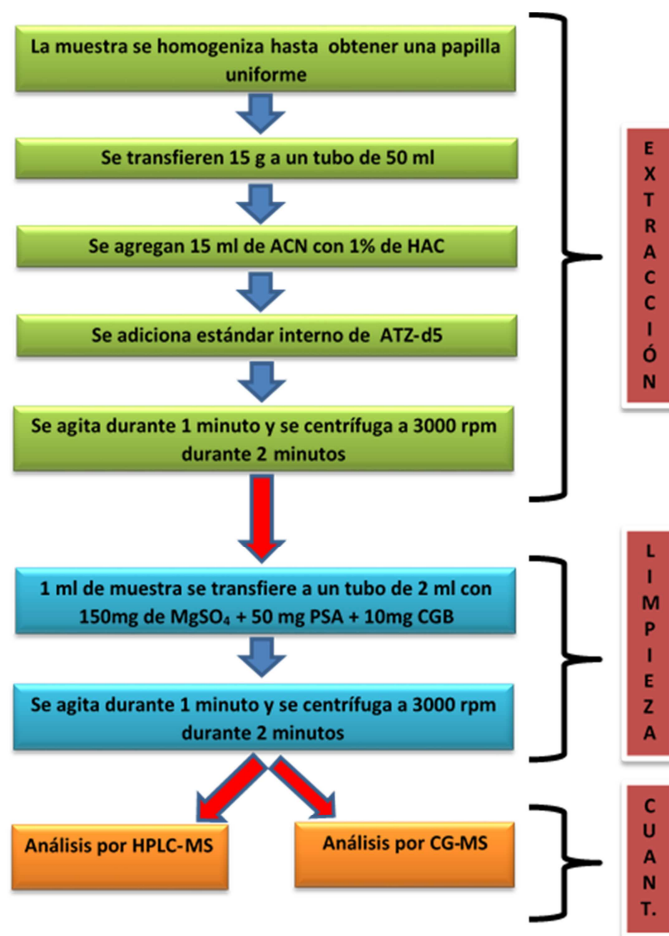 La muestra se homogeniza hasta obtener una papilla
uniforme
Se transfieren 15 g a un tubo de 50 ml
Se agregan 15 ml de ACN con 1% de HAC
Se adiciona estándar interno de ATZ-d5
Se agita durante 1 minuto y se centrífuga a 3000 rpm
durante 2 minutos
EXTRACCIÓN
1 ml de muestra se transfiere a un tubo de 2 ml con
150mg de MgSO₄ + 50 mg PSA + 10mg CGB
Se agita durante 1 minuto y se centrífuga a 3000 rpm
durante 2 minutos
LIMPIEZA
Análisis por HPLC-MS
Análisis por CG-MS
CUANT.